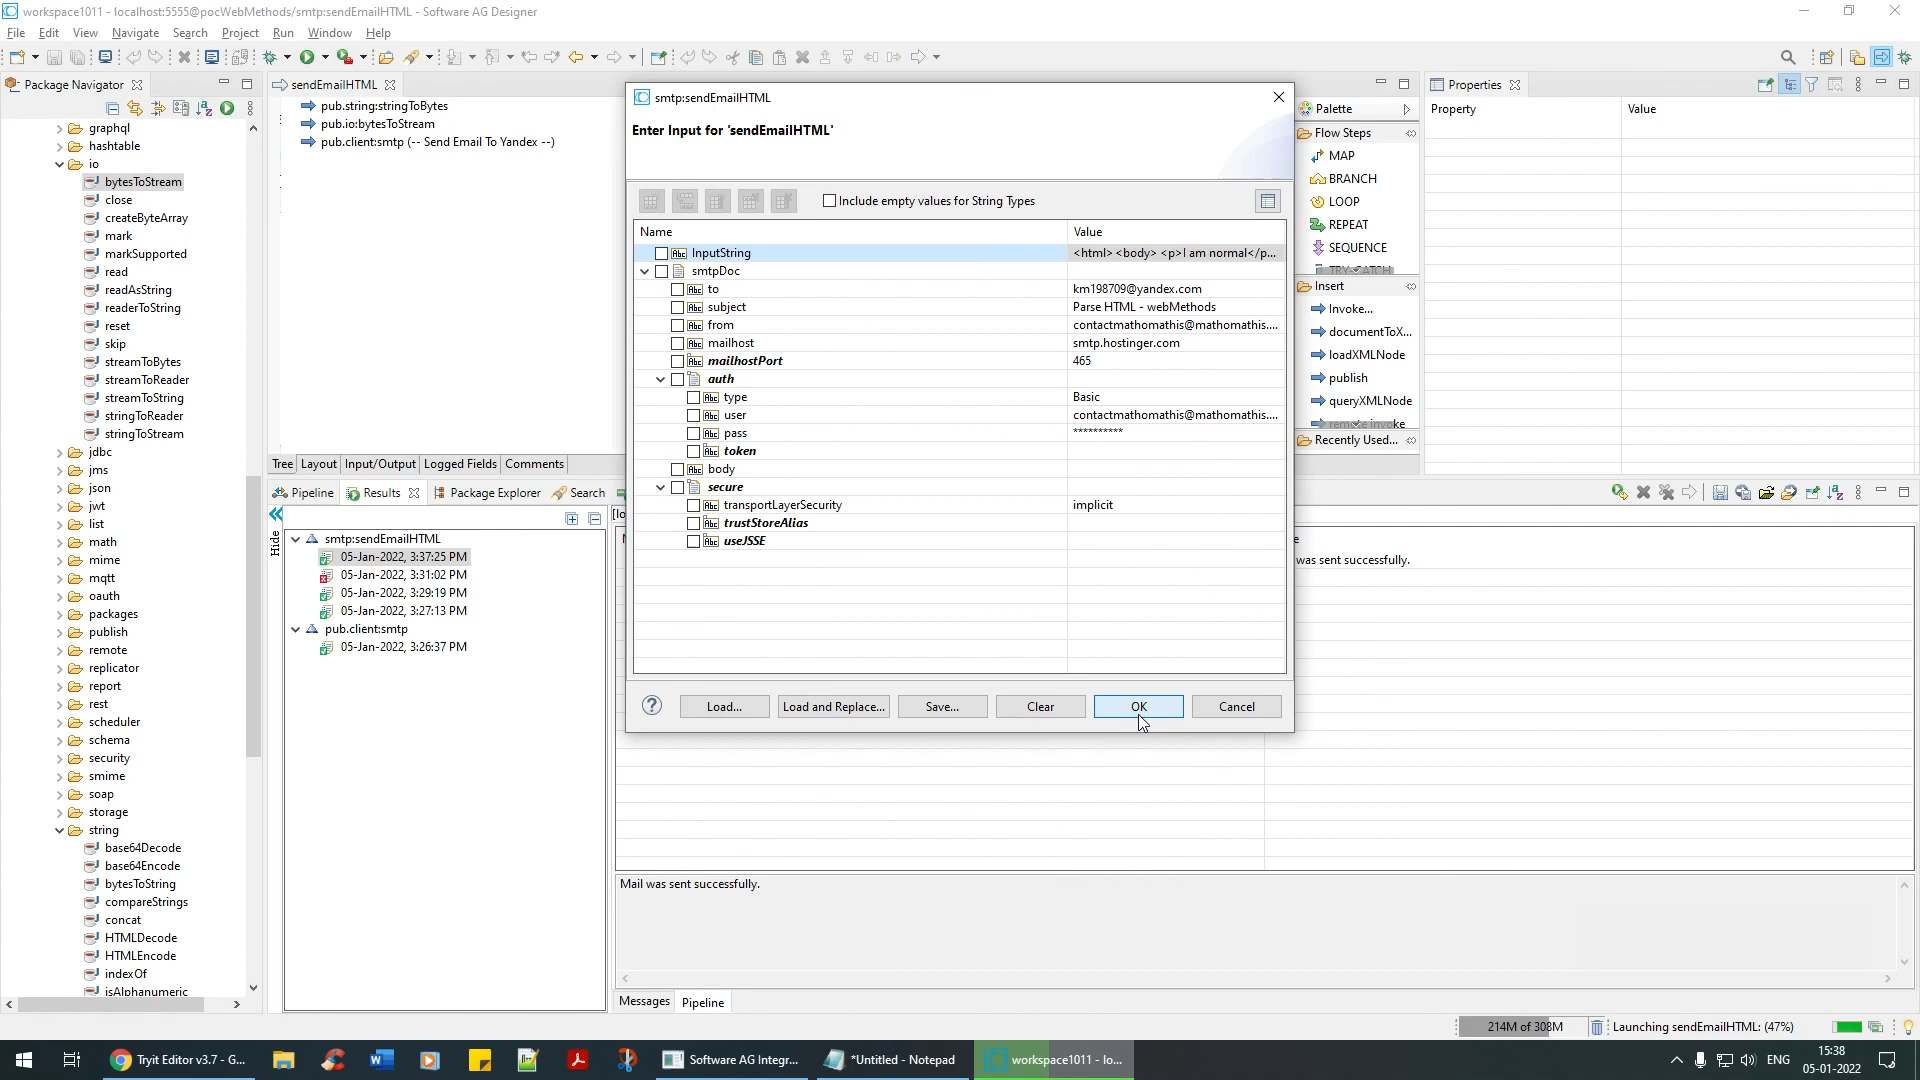 workspace1011 - localhost:5555@pocWebMethods/smtp:sendEmailHTML - Software AG Designer
File Edit View Navigate Search Project Run Window Help
Package Navigator
graphql
hashtable
io
bytesToStream
close
createByteArray
mark
markSupported
read
readAsString
readerToString
reset
skip
streamToBytes
streamToReader
streamToString
stringToReader
stringToStream
jdbc
jms
json
jwt
list
math
mime
mqtt
oauth
packages
publish
remote
replicator
report
rest
scheduler
schema
security
smime
soap
storage
string
base64Decode
base64Encode
bytesToString
compareStrings
concat
HTMLDecode
HTMLEncode
indexOf
isAlphanumeric
sendEmailHTML
pub.string:stringToBytes
pub.io:bytesToStream
pub.client:smtp (-- Send Email To Yandex --)
Tree Layout Input/Output Logged Fields Comments
Pipeline Results Package Explorer Search
Hide
smtp:sendEmailHTML
05-Jan-2022, 3:37:25 PM
05-Jan-2022, 3:31:02 PM
05-Jan-2022, 3:29:19 PM
05-Jan-2022, 3:27:13 PM
pub.client:smtp
05-Jan-2022, 3:26:37 PM
smtp:sendEmailHTML
Enter Input for 'sendEmailHTML'
Include empty values for String Types
Name Value
InputString <html> <body> <p>I am normal</p...
smtpDoc
to km198709@yandex.com
subject Parse HTML - webMethods
from contactmathomathis@mathomathis....
mailhost smtp.hostinger.com
mailhostPort 465
auth
type Basic
user contactmathomathis@mathomathis....
pass **********
token
body
secure
transportLayerSecurity implicit
trustStoreAlias
useJSSE
Load... Load and Replace... Save... Clear OK Cancel
Palette
Flow Steps
MAP
BRANCH
LOOP
REPEAT
SEQUENCE
TRY-CATCH
Insert
Invoke...
documentToX...
loadXMLNode
publish
queryXMLNode
remote invoke
Recently Used...
Properties
Property Value
was sent successfully.
Mail was sent successfully.
Messages Pipeline
214M of 308M Launching sendEmailHTML: (47%)
Tryit Editor v3.7 - G... Software AG Integr... *Untitled - Notepad workspace1011 - lo...
ENG 15:38
05-01-2022